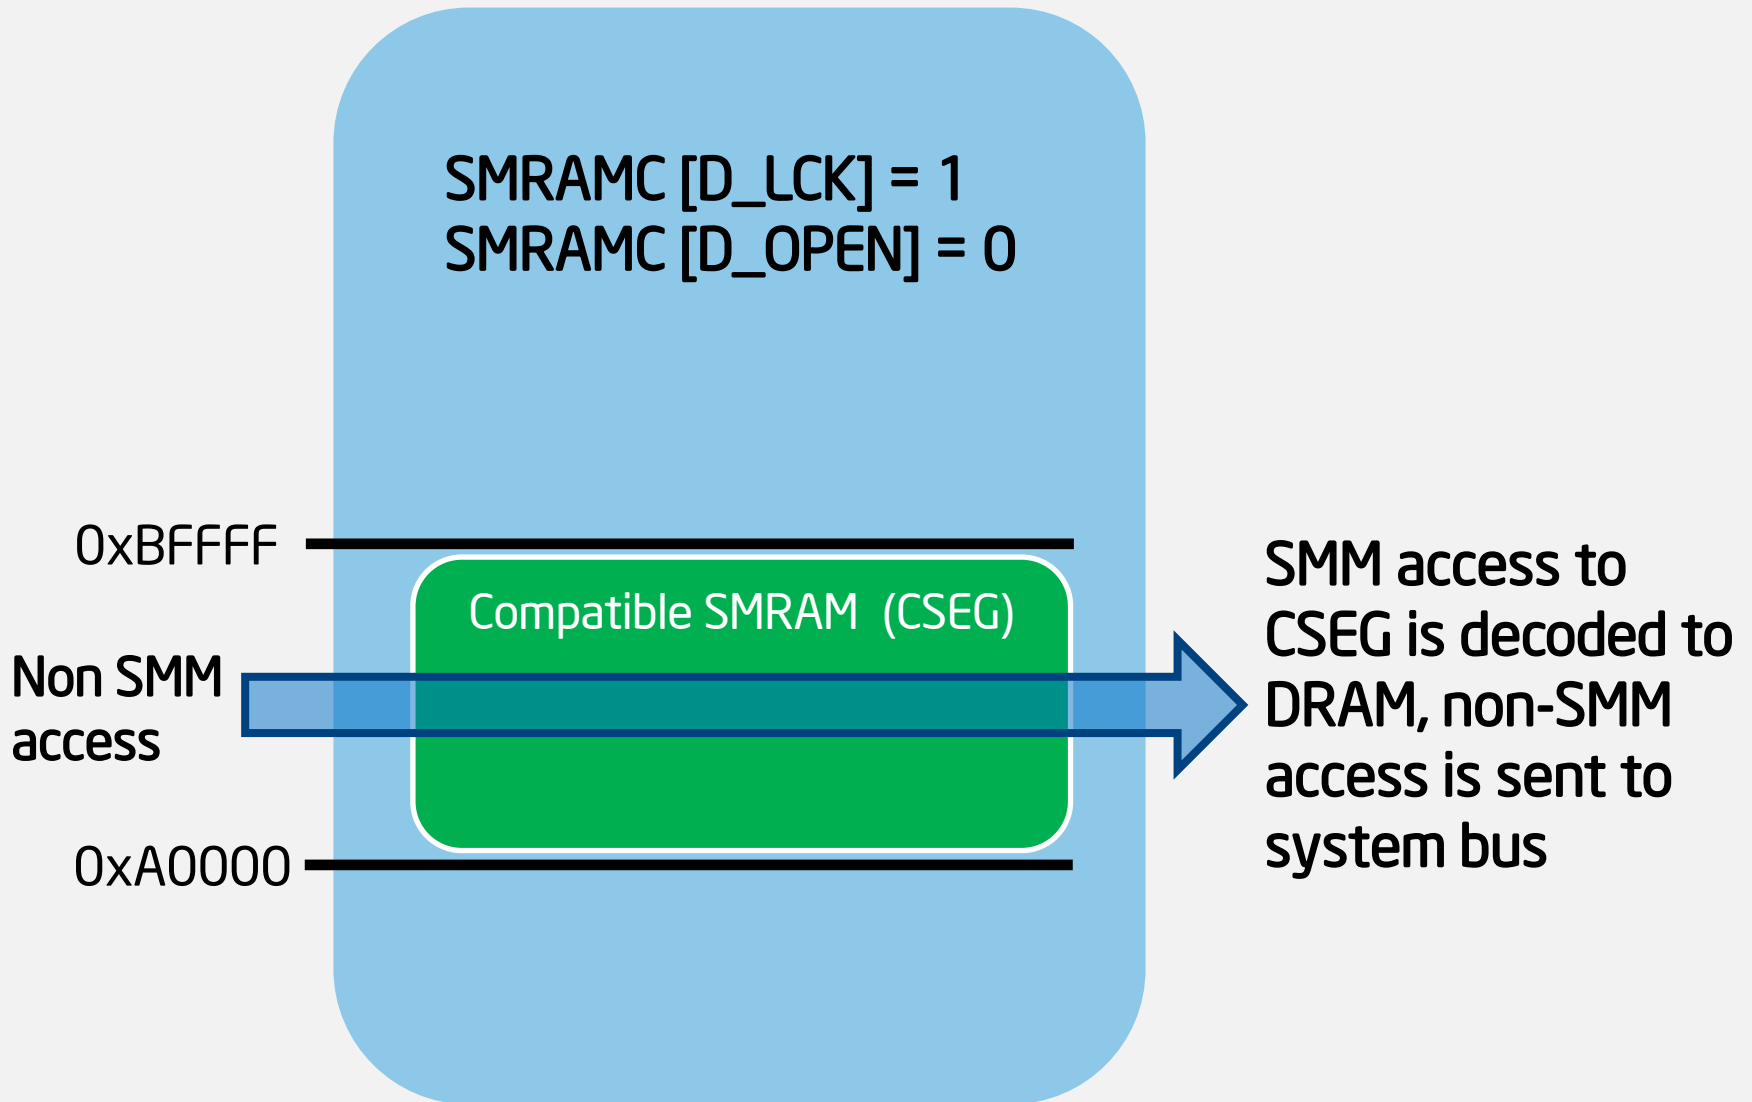 SMRAMC [D_LCK] = 1
SMRAMC [D_OPEN] = 0
0xBFFFF
Compatible SMRAM (CSEG)
Non SMM
access
0xA0000
SMM access to
CSEG is decoded to
DRAM, non-SMM
access is sent to
system bus